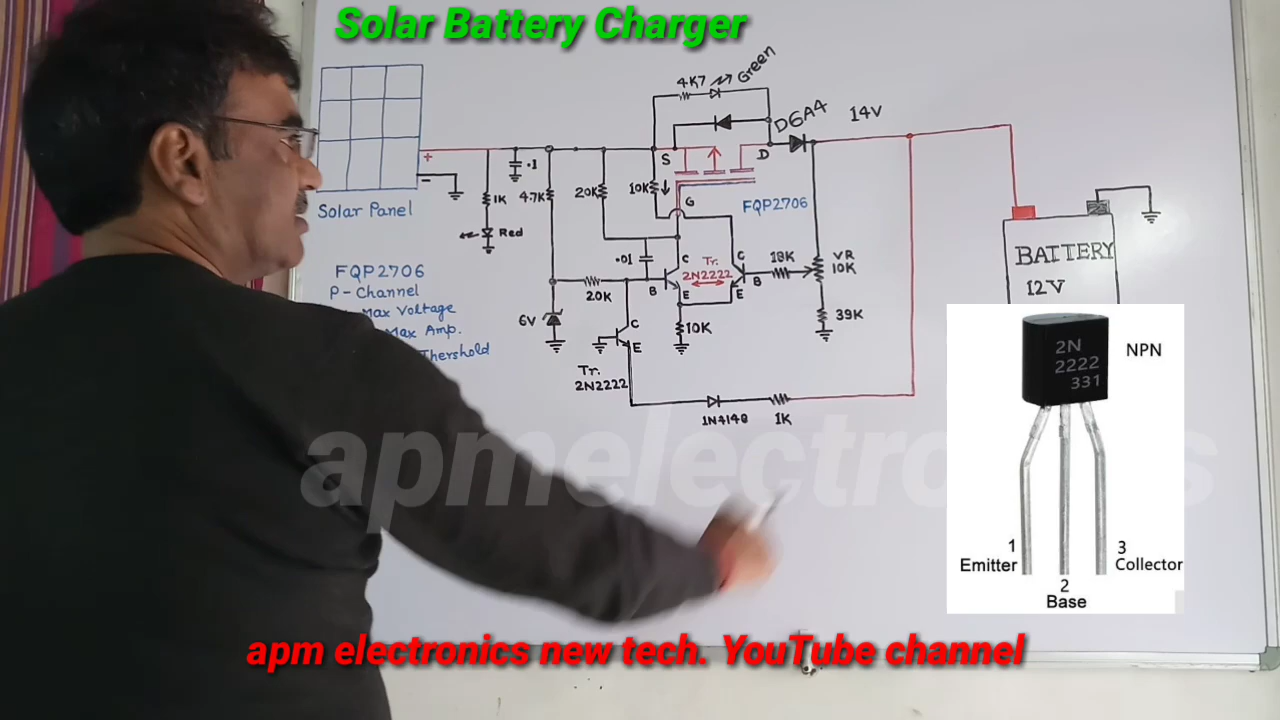 Solar Battery Charger
4K7
Green
D6A4
14V
+
-
.1
S
D
1K
4.7K
20K
10K
G
FQP2706
Solar Panel
Red
FQP2706
P-Channel
Max Voltage
Max Amp.
Thershold
.01
C
Tr.
2N2222
C
B
E
E
B
18K
VR
10K
20K
6V
C
E
10K
39K
Tr.
2N2222
1N4148
1K
BATTERY
12V
2N
2222
331
NPN
1
Emitter
2
Base
3
Collector
apmelectronics
apm electronics new tech. YouTube channel